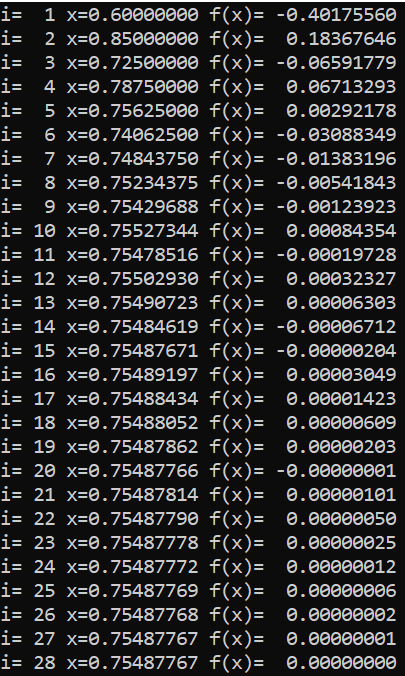 i=  1 x=0.60000000 f(x)= -0.40175560
i=  2 x=0.85000000 f(x)=  0.18367646
i=  3 x=0.72500000 f(x)= -0.06591779
i=  4 x=0.78750000 f(x)=  0.06713293
i=  5 x=0.75625000 f(x)=  0.00292178
i=  6 x=0.74062500 f(x)= -0.03088349
i=  7 x=0.74843750 f(x)= -0.01383196
i=  8 x=0.75234375 f(x)= -0.00541843
i=  9 x=0.75429688 f(x)= -0.00123923
i= 10 x=0.75527344 f(x)=  0.00084354
i= 11 x=0.75478516 f(x)= -0.00019728
i= 12 x=0.75502930 f(x)=  0.00032327
i= 13 x=0.75490723 f(x)=  0.00006303
i= 14 x=0.75484619 f(x)= -0.00006712
i= 15 x=0.75487671 f(x)= -0.00000204
i= 16 x=0.75489197 f(x)=  0.00003049
i= 17 x=0.75488434 f(x)=  0.00001423
i= 18 x=0.75488052 f(x)=  0.00000609
i= 19 x=0.75487862 f(x)=  0.00000203
i= 20 x=0.75487766 f(x)= -0.00000001
i= 21 x=0.75487814 f(x)=  0.00000101
i= 22 x=0.75487790 f(x)=  0.00000050
i= 23 x=0.75487778 f(x)=  0.00000025
i= 24 x=0.75487772 f(x)=  0.00000012
i= 25 x=0.75487769 f(x)=  0.00000006
i= 26 x=0.75487768 f(x)=  0.00000002
i= 27 x=0.75487767 f(x)=  0.00000001
i= 28 x=0.75487767 f(x)=  0.00000000